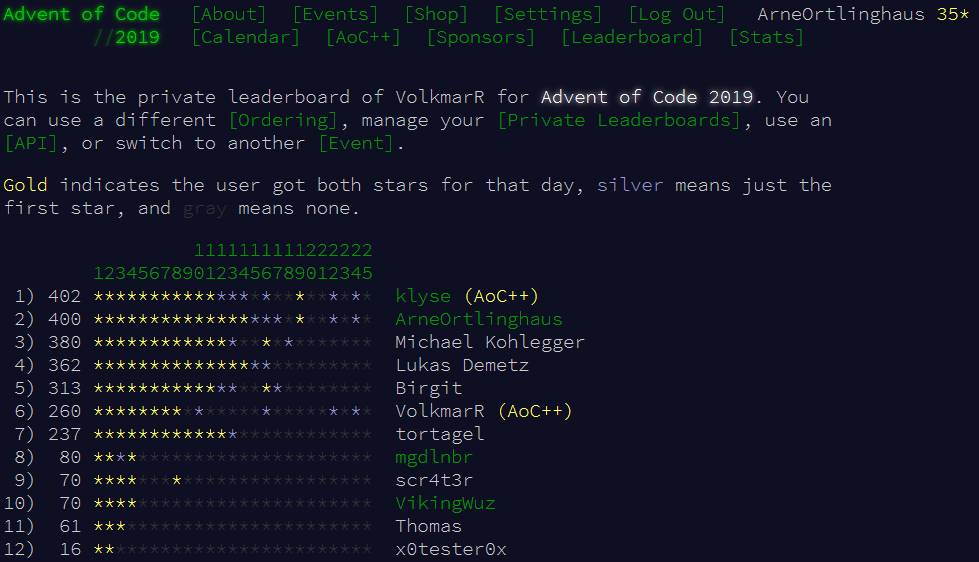 Advent of Code [About] [Events] [Shop] [Settings] [Log Out] ArneOrtlinghaus 35*
//2019 [Calendar] [AoC++] [Sponsors] [Leaderboard] [Stats]
This is the private leaderboard of VolkmarR for Advent of Code 2019. You
can use a different [Ordering], manage your [Private Leaderboards], use an
[API], or switch to another [Event].
Gold indicates the user got both stars for that day, silver means just the
first star, and gray means none.
1111111111222222
1234567890123456789012345
1) 402 ************************* klyse (AoC++)
2) 400 ************************* ArneOrtlinghaus
3) 380 ************************* Michael Kohlegger
4) 362 ************************* Lukas Demetz
5) 313 ************************* Birgit
6) 260 ************************* VolkmarR (AoC++)
7) 237 ************************* tortagel
8) 80 ************************* mgdlnbr
9) 70 ************************* scr4t3r
10) 70 ************************* VikingWuz
11) 61 ************************* Thomas
12) 16 ************************* x0tester0x